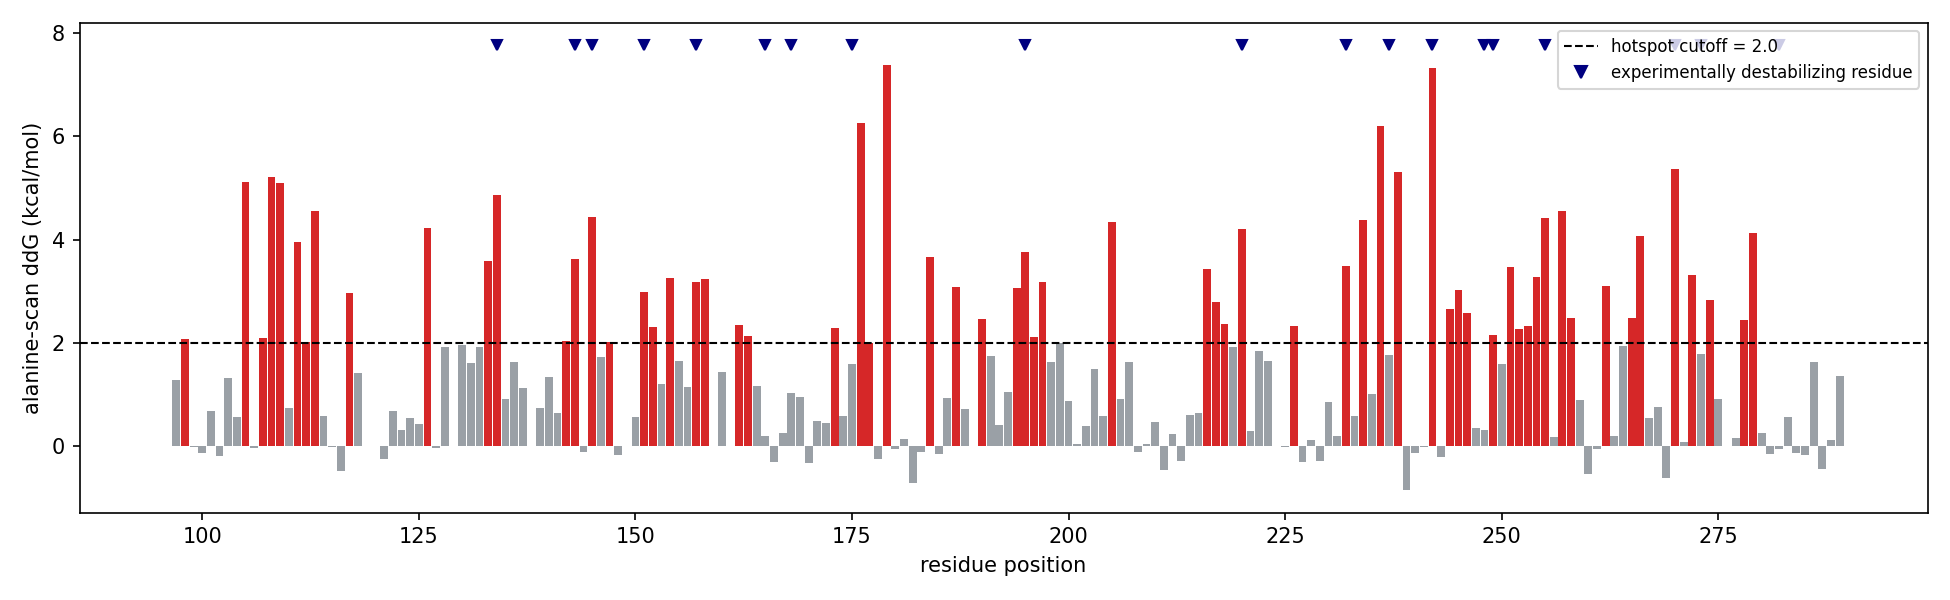 8
6
4
2
0
alanine-scan ddG (kcal/mol)
hotspot cutoff = 2.0
experimentally destabilizing residue
100 125 150 175 200 225 250 275
residue position